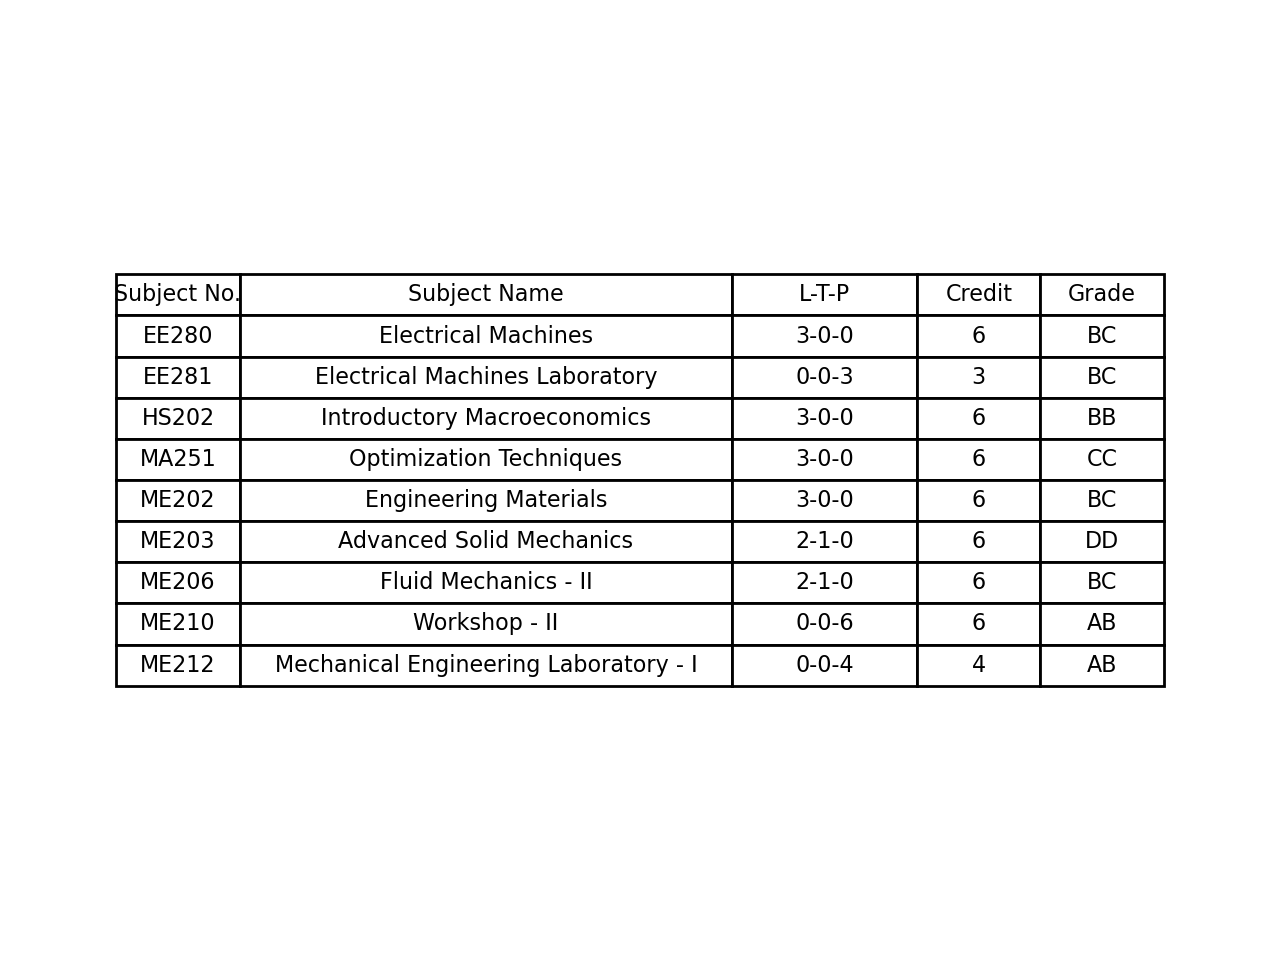 Subject No. Subject Name L-T-P Credit Grade
EE280 Electrical Machines 3-0-0 6 BC
EE281 Electrical Machines Laboratory 0-0-3 3 BC
HS202 Introductory Macroeconomics 3-0-0 6 BB
MA251 Optimization Techniques 3-0-0 6 CC
ME202 Engineering Materials 3-0-0 6 BC
ME203 Advanced Solid Mechanics 2-1-0 6 DD
ME206 Fluid Mechanics - II 2-1-0 6 BC
ME210 Workshop - II 0-0-6 6 AB
ME212 Mechanical Engineering Laboratory - I 0-0-4 4 AB